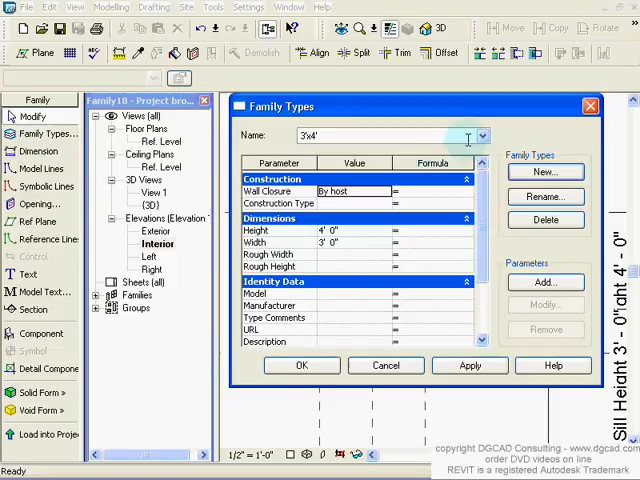 File Edit View Site Tools Settings Window Help
3D Move Copy Rotate
Plane Demolish Align Split Trim Offset
Family
Modify
Family Types...
Dimension
Model Lines
Symbolic Lines
Opening...
Ref Plane
Reference Lines
Control
Text
Model Text...
Section
Component
Symbol
Detail Componer
Solid Form
Void Form
Load into Projec
Family18 - Project bro...
Views (all)
Floor Plans
Ref. Level
Ceiling Plans
Ref. Level
3D Views
View 1
{3D}
Elevations (Elevation
Exterior
Interior
Left
Right
Sheets (all)
Families
Groups
Family Types
Name: 3'x4'
Parameter Value Formula
Construction
Wall Closure By host =
Construction Type =
Dimensions
Height 4' 0" =
Width 3' 0" =
Rough Width =
Rough Height =
Identity Data
Model =
Manufacturer =
Type Comments =
URL =
Description =
Family Types
New...
Rename...
Delete
Parameters
Add...
Modify...
Remove
OK Cancel Apply Help
Sill Height 3' - 0"
1/2" = 1'-0"
Ready
copyright DGCAD Consulting - www.dgcad.com
order DVD videos on line
REVIT is a registered Autodesk Trademark